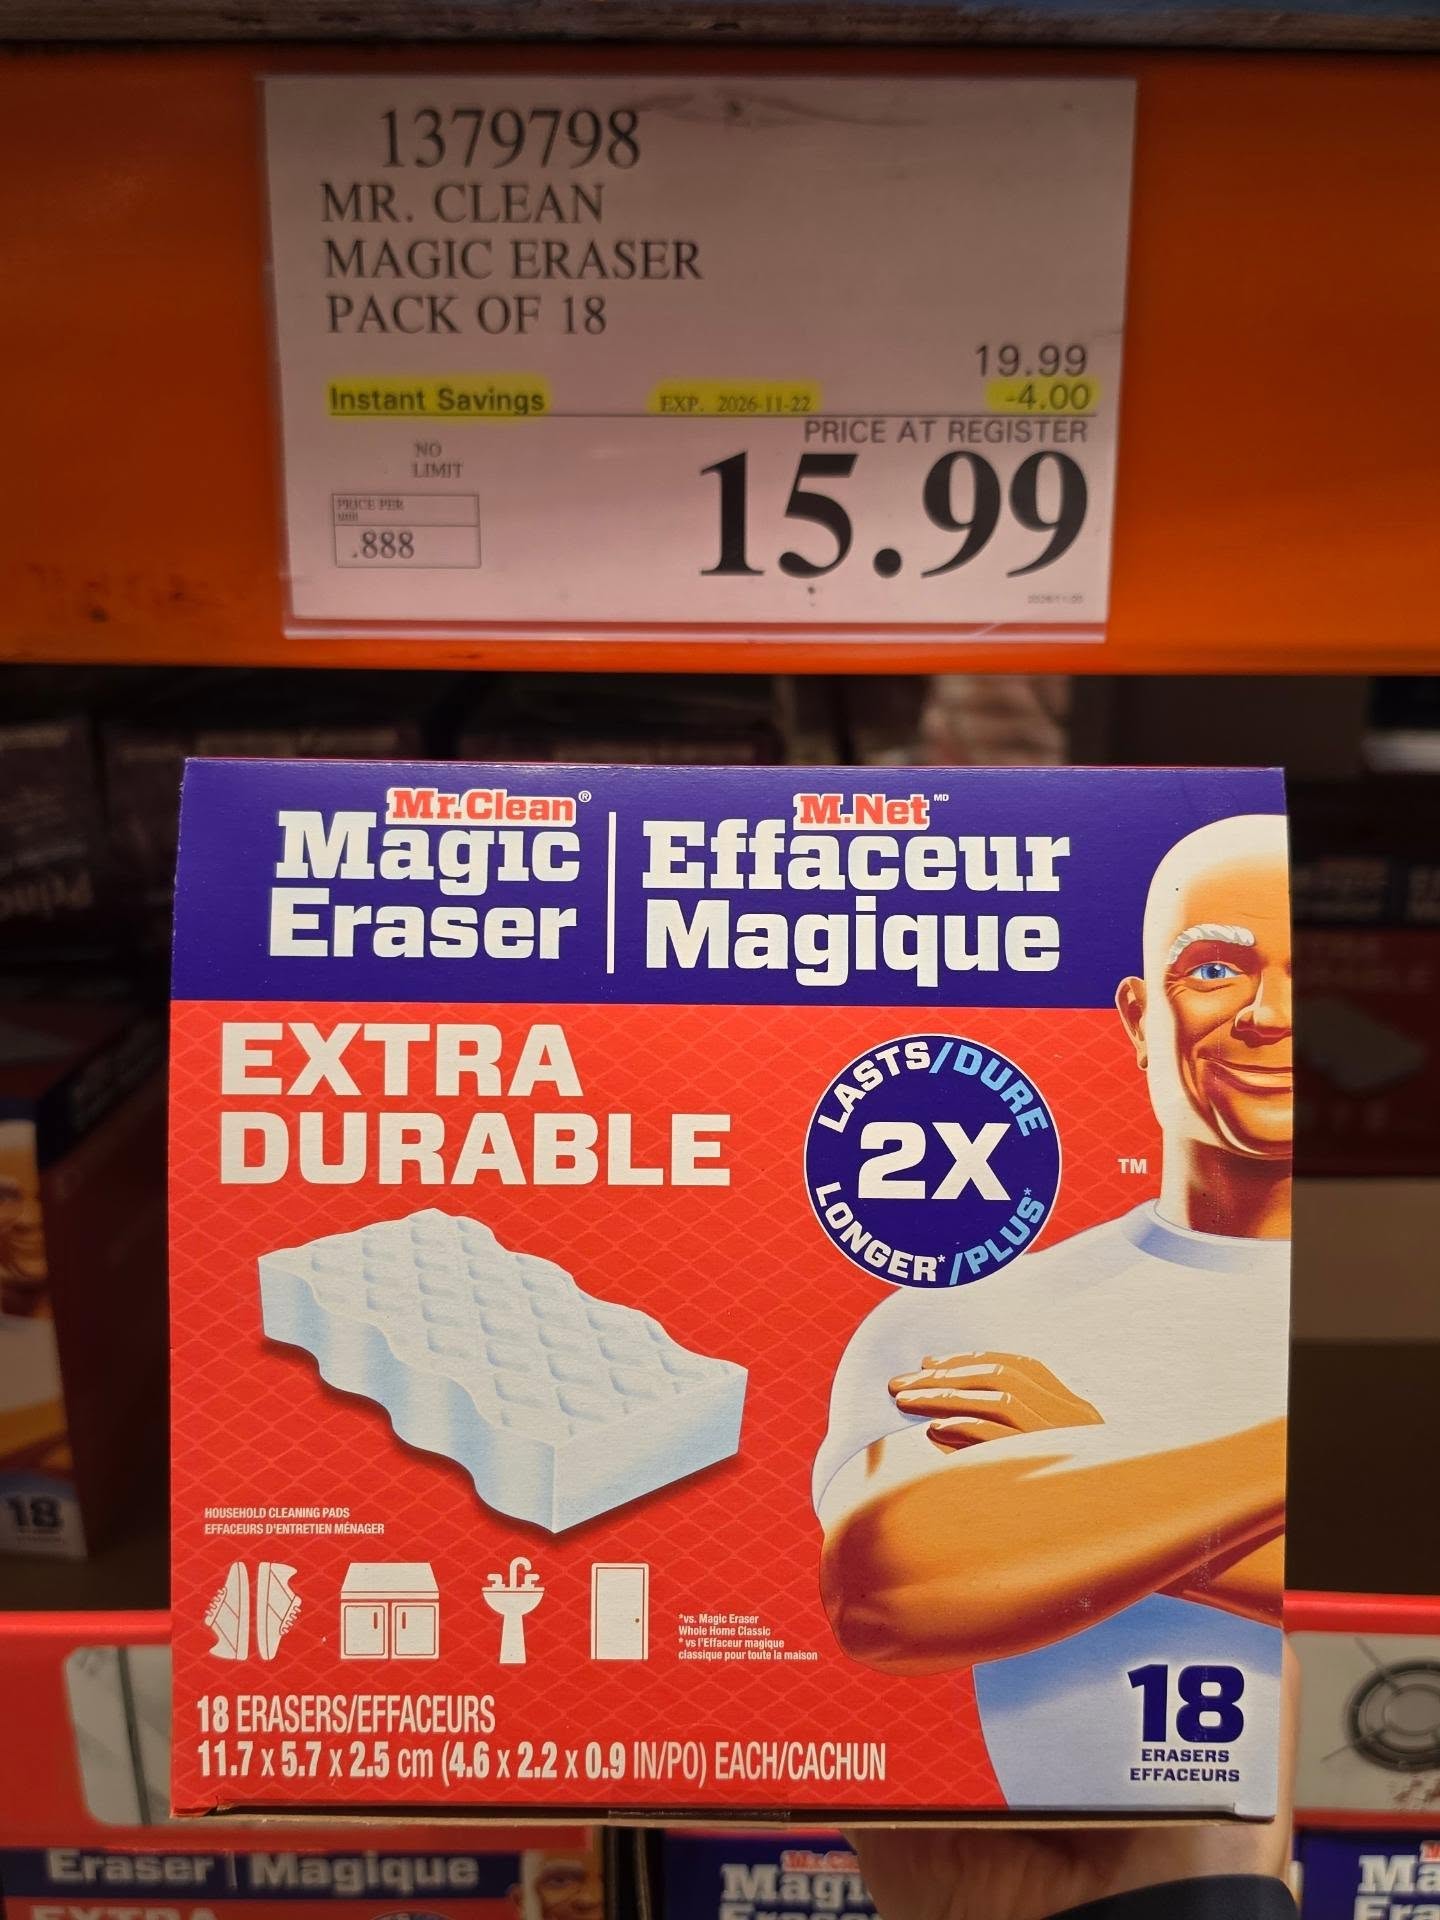 1379798
MR. CLEAN
MAGIC ERASER
PACK OF 18
19.99
Instant Savings EXP. 2026-11-22 -4.00
PRICE AT REGISTER
NO
LIMIT
15.99
PRICE PER
unit
.888
Mr.Clean®
Magic
Eraser
M.Net MD
Effaceur
Magique
EXTRA
DURABLE
LASTS/DURE
2X
LONGER*/PLUS*
TM
HOUSEHOLD CLEANING PADS
EFFACEURS D'ENTRETIEN MÉNAGER
*vs. Magic Eraser
Whole Home Classic
* vs l'Effaceur magique
classique pour toute la maison
18 ERASERS/EFFACEURS
11.7 x 5.7 x 2.5 cm (4.6 x 2.2 x 0.9 IN/PO) EACH/CACHUN
18
ERASERS
EFFACEURS
18
Eraser | Magique